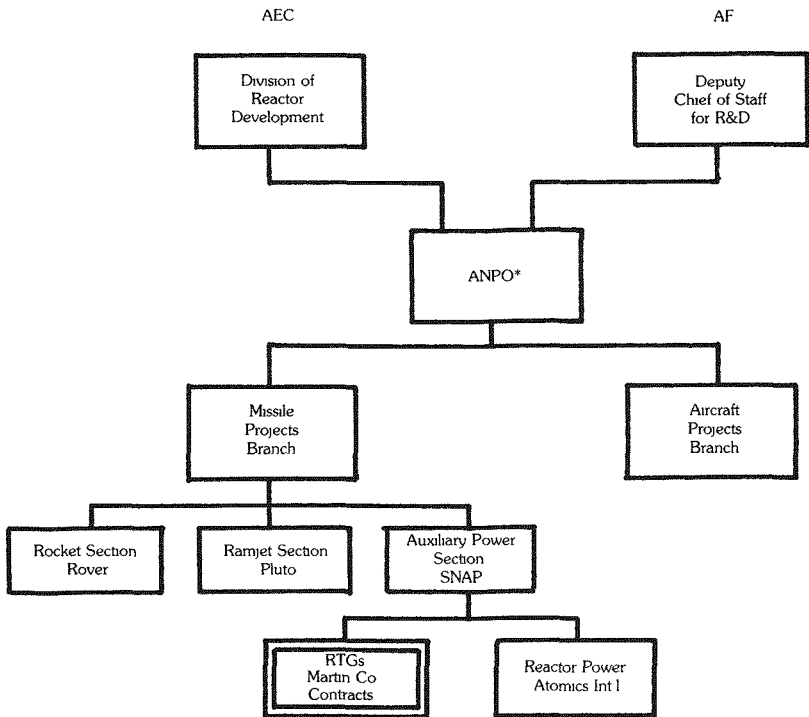 AEC
AF
Division of
Reactor
Development
Deputy
Chief of Staff
for R&D
ANPO*
Missile
Projects
Branch
Aircraft
Projects
Branch
Rocket Section
Rover
Ramjet Section
Pluto
Auxiliary Power
Section
SNAP
RTGs
Martin Co
Contracts
Reactor Power
Atomics Int l